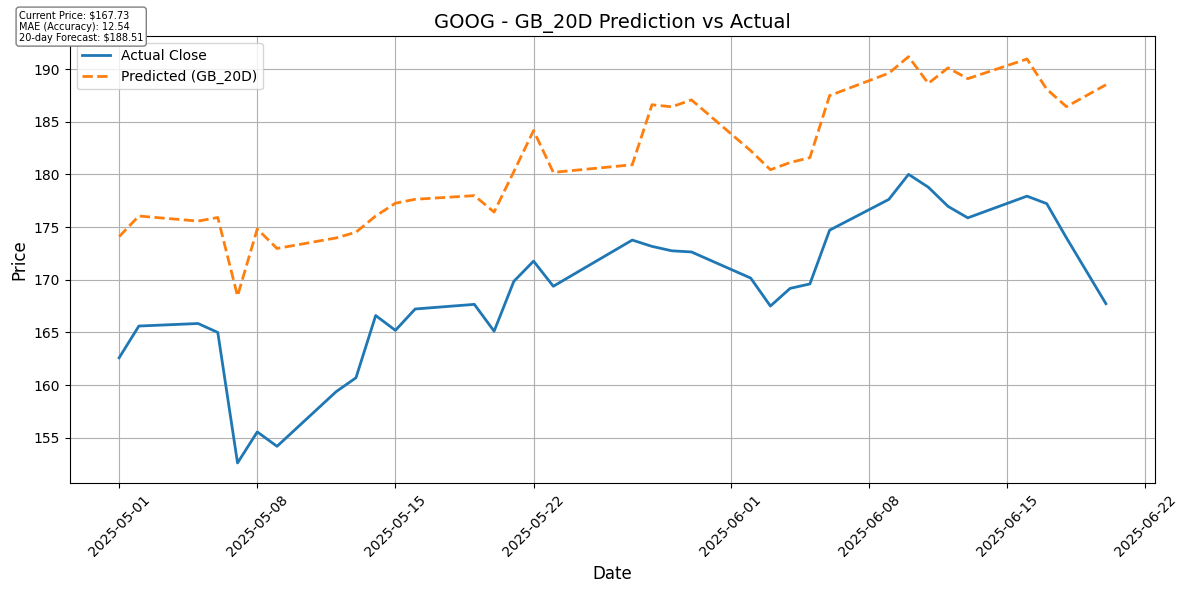 Current Price: $167.73
MAE (Accuracy): 12.54
20-day Forecast: $188.51
GOOG - GB_20D Prediction vs Actual
Actual Close
Predicted (GB_20D)
Price
190
185
180
175
170
165
160
155
2025-05-01
2025-05-08
2025-05-15
2025-05-22
2025-06-01
2025-06-08
2025-06-15
2025-06-22
Date